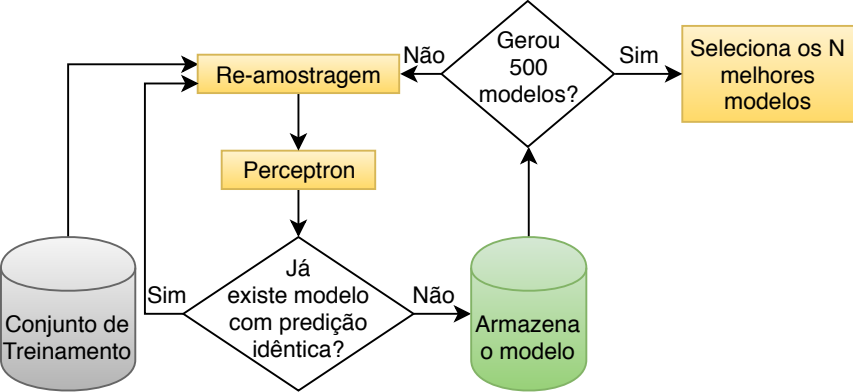 Re-amostragem
Não
Gerou
500
modelos?
Sim
Seleciona os N
melhores
modelos
Perceptron
Conjunto de
Treinamento
Sim
Já
existe modelo
com predição
idêntica?
Não
Armazena
o modelo